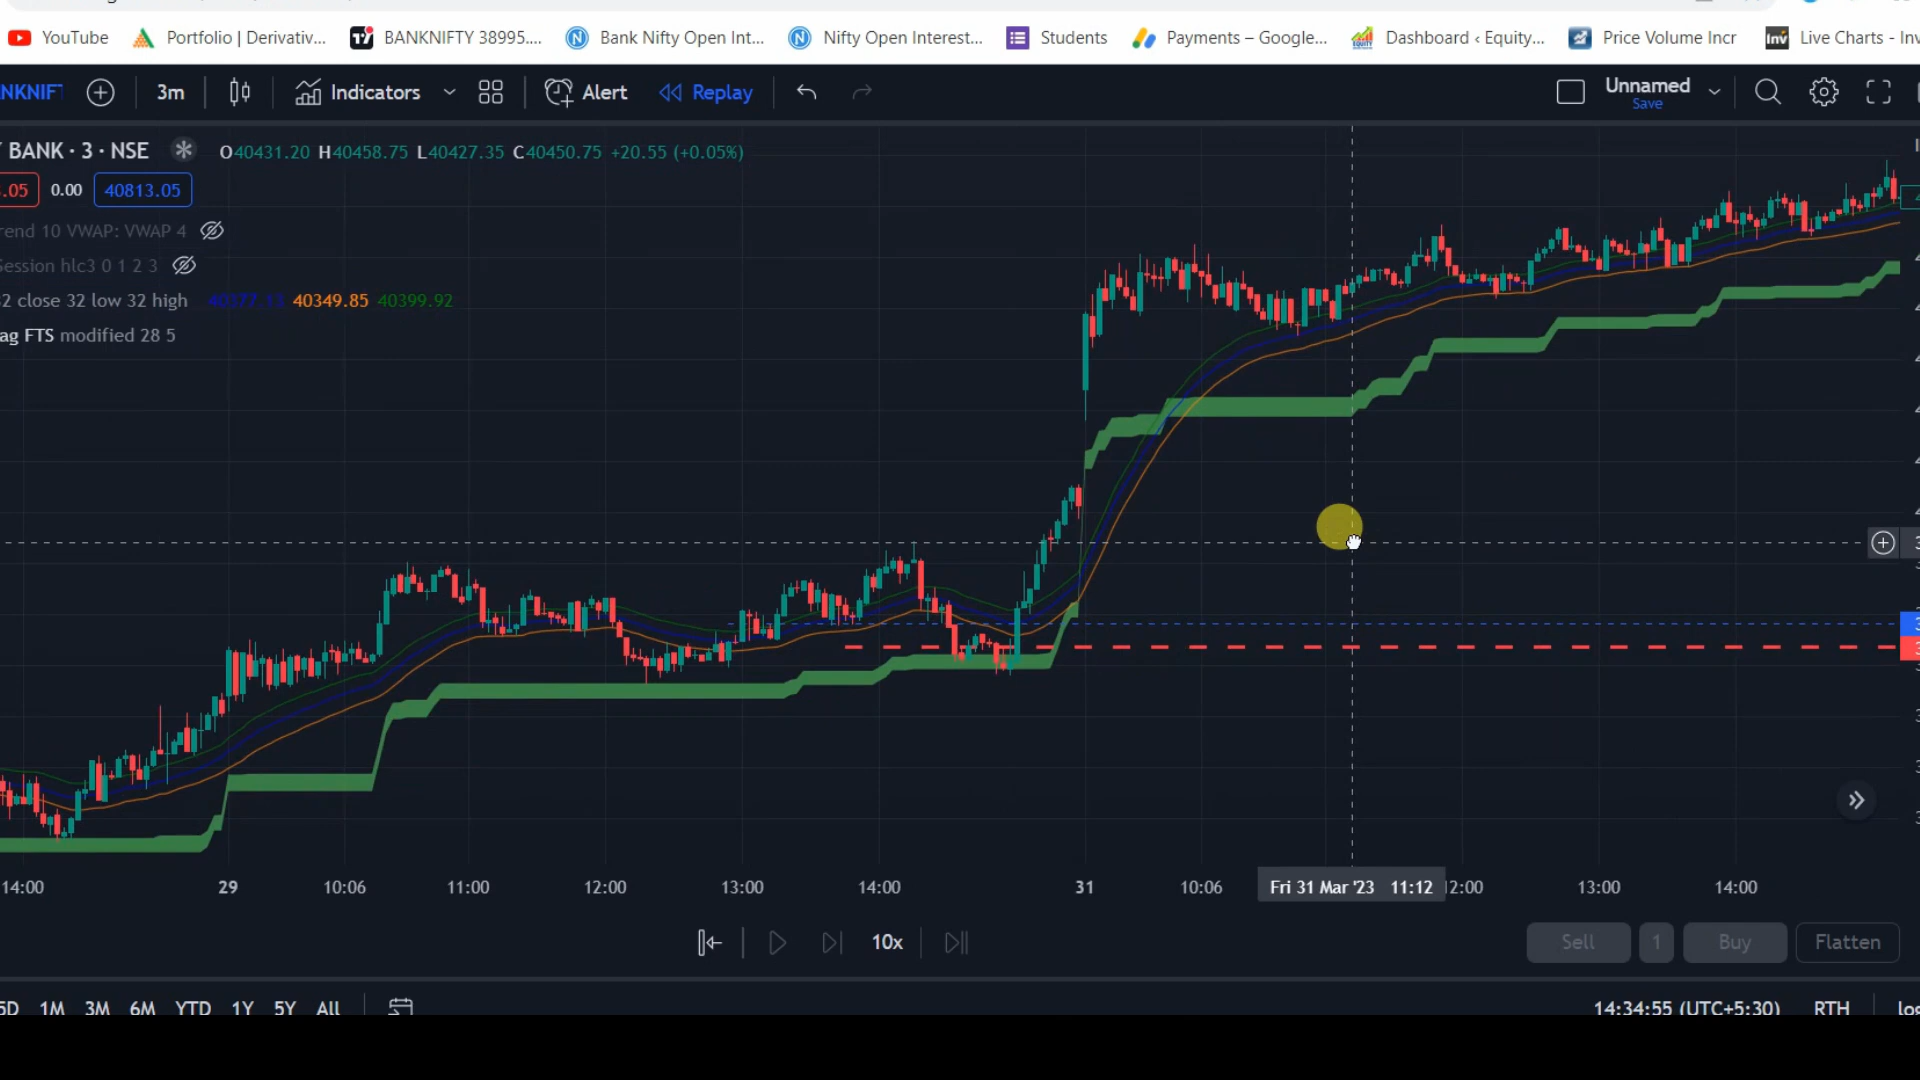 YouTube Portfolio | Derivativ... BANKNIFTY 38995.... Bank Nifty Open Int... Nifty Open Interest... Students Payments – Google... Dashboard ‹ Equity... Price Volume Incr Inv Live Charts - Inv
3m Indicators Alert Replay Unnamed
Save
BANK · 3 · NSE O40431.20 H40458.75 L40427.35 C40450.75 +20.55 (+0.05%)
.05 0.00 40813.05
rend 10 VWAP: VWAP 4
Session hlc3 0 1 2 3
32 close 32 low 32 high 40377.13 40349.85 40399.92
ag FTS modified 28 5
14:00 29 10:06 11:00 12:00 13:00 14:00 31 10:06 Fri 31 Mar '23 11:12 12:00 13:00 14:00
10x Sell 1 Buy Flatten
5D 1M 3M 6M YTD 1Y 5Y All 14:34:55 (UTC+5:30) RTH log